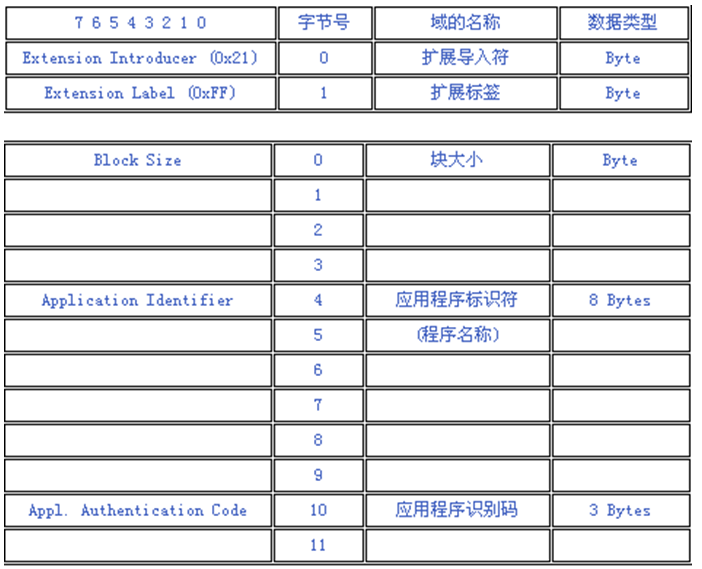 7 6 5 4 3 2 1 0 字节号 域的名称 数据类型
Extension Introducer (0x21) 0 扩展导入符 Byte
Extension Label (0xFF) 1 扩展标签 Byte
Block Size 0 块大小 Byte
1
2
3
Application Identifier 4 应用程序标识符 8 Bytes
5 (程序名称)
6
7
8
9
Appl. Authentication Code 10 应用程序识别码 3 Bytes
11